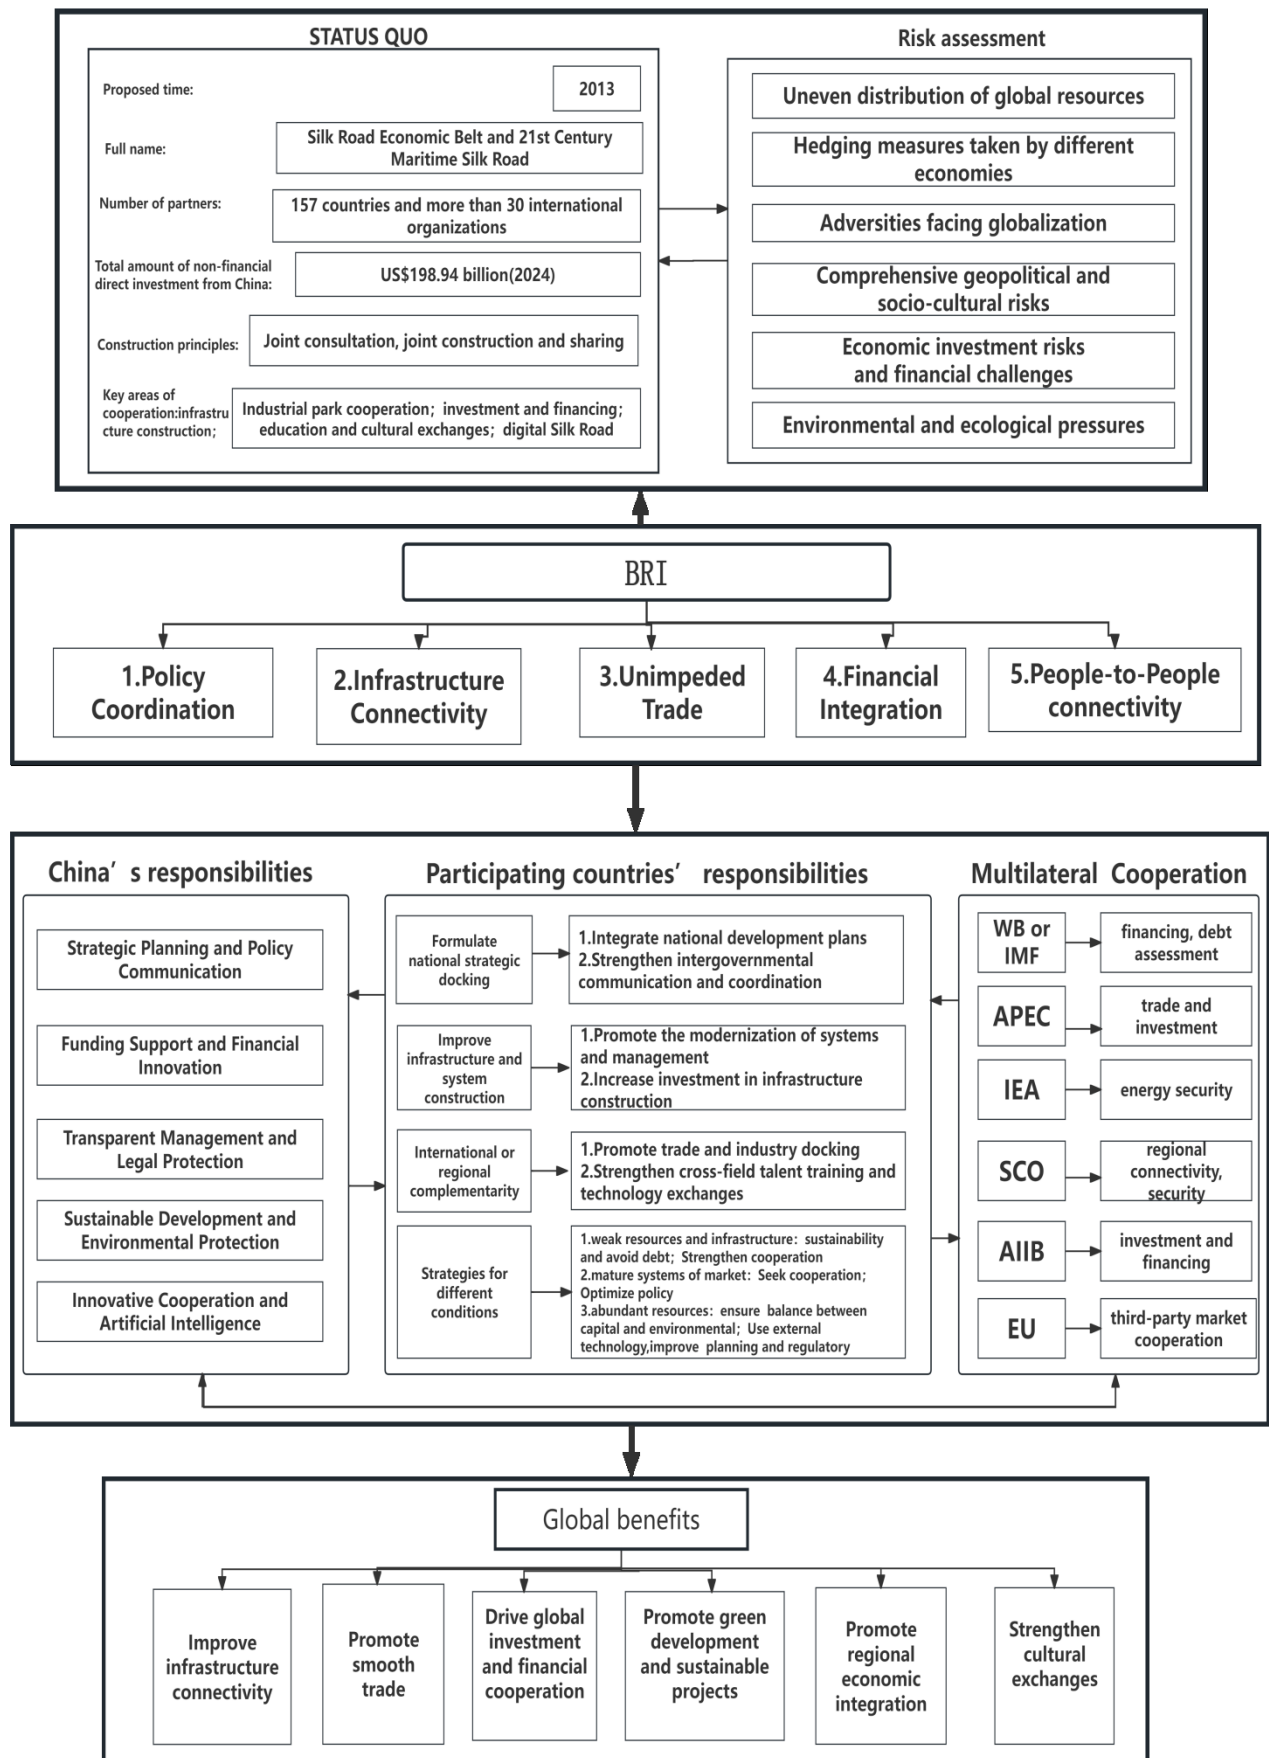 STATUS QUO
Proposed time:
2013
Full name:
Silk Road Economic Belt and 21st Century
Maritime Silk Road
Number of partners:
157 countries and more than 30 international
organizations
Total amount of non-financial
direct investment from China:
US$198.94 billion(2024)
Construction principles:
Joint consultation, joint construction and sharing
Key areas of
cooperation:infrastru
cture construction;
Industrial park cooperation; investment and financing;
education and cultural exchanges; digital Silk Road
Risk assessment
Uneven distribution of global resources
Hedging measures taken by different
economies
Adversities facing globalization
Comprehensive geopolitical and
socio-cultural risks
Economic investment risks
and financial challenges
Environmental and ecological pressures
BRI
1.Policy
Coordination
2.Infrastructure
Connectivity
3.Unimpeded
Trade
4.Financial
Integration
5.People-to-People
connectivity
China's responsibilities
Strategic Planning and Policy
Communication
Funding Support and Financial
Innovation
Transparent Management and
Legal Protection
Sustainable Development and
Environmental Protection
Innovative Cooperation and
Artificial Intelligence
Participating countries' responsibilities
Formulate
national strategic
docking
1.Integrate national development plans
2.Strengthen intergovernmental
communication and coordination
Improve
infrastructure and
system
construction
1.Promote the modernization of systems
and management
2.Increase investment in infrastructure
construction
International or
regional
complementarity
1.Promote trade and industry docking
2.Strengthen cross-field talent training and
technology exchanges
Strategies for
different
conditions
1.weak resources and infrastructure: sustainability
and avoid debt; Strengthen cooperation
2.mature systems of market: Seek cooperation;
Optimize policy
3.abundant resources: ensure balance between
capital and environmental; Use external
technology,improve planning and regulatory
Multilateral Cooperation
WB or
IMF
financing, debt
assessment
APEC
trade and
investment
IEA
energy security
SCO
regional
connectivity,
security
AIIB
investment and
financing
EU
third-party market
cooperation
Global benefits
Improve
infrastructure
connectivity
Promote
smooth
trade
Drive global
investment
and financial
cooperation
Promote green
development
and sustainable
projects
Promote
regional
economic
integration
Strengthen
cultural
exchanges